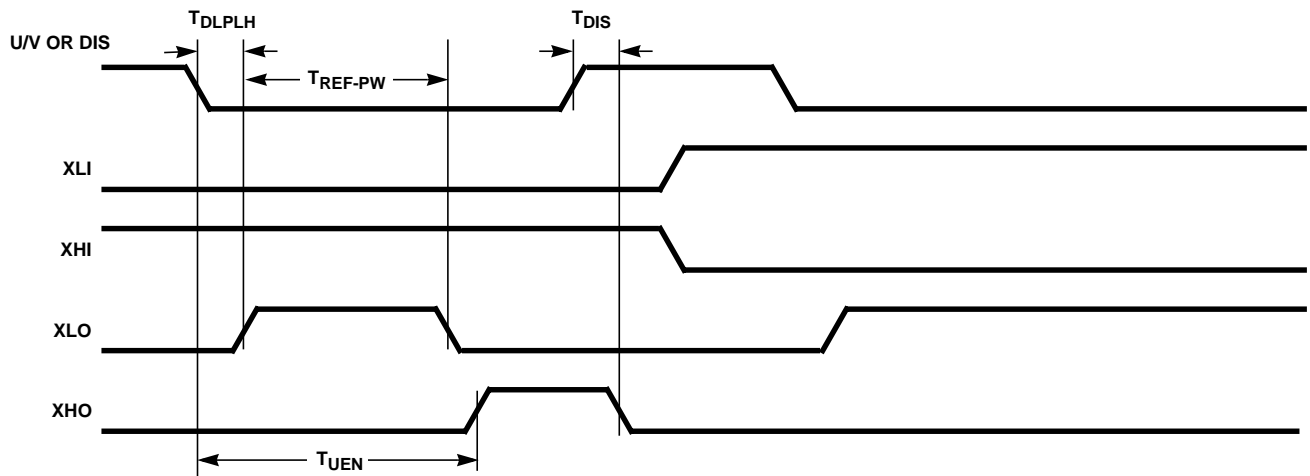 T_DLPLH
T_DIS
U/V OR DIS
T_REF-PW
XLI
XHI
XLO
XHO
T_UEN